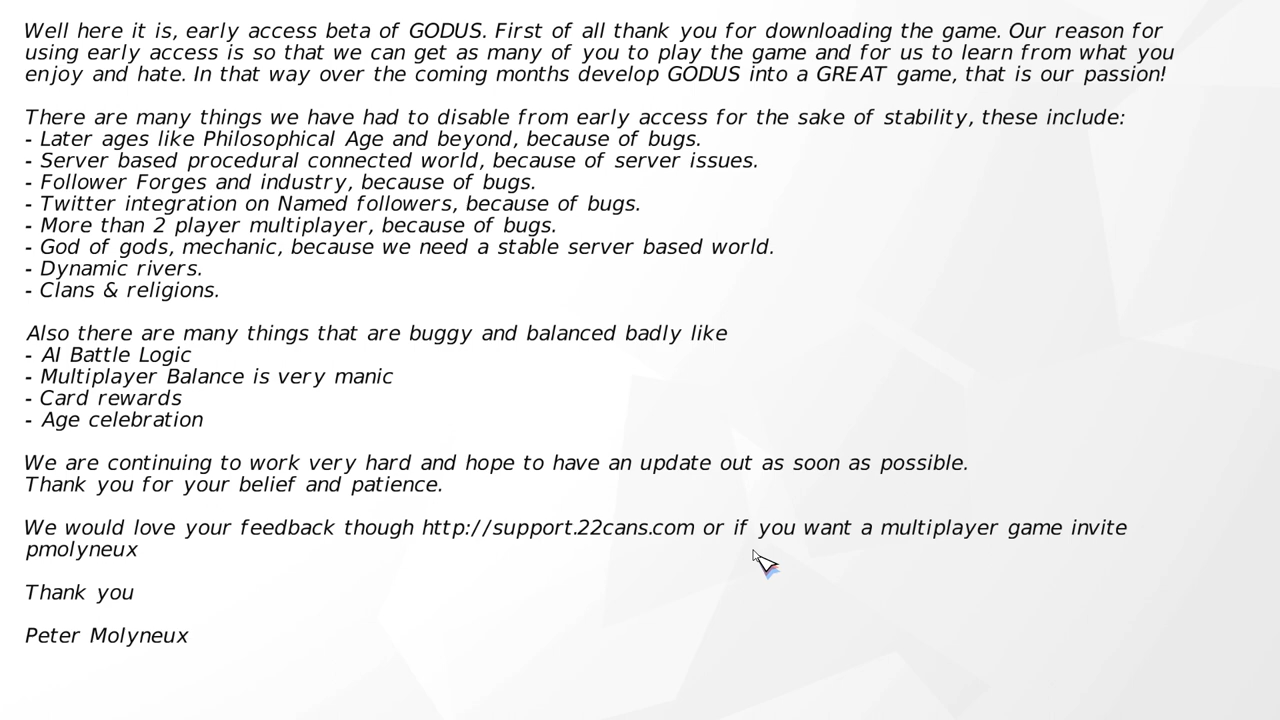 Well here it is, early access beta of GODUS. First of all thank you for downloading the game. Our reason for
using early access is so that we can get as many of you to play the game and for us to learn from what you
enjoy and hate. In that way over the coming months develop GODUS into a GREAT game, that is our passion!
There are many things we have had to disable from early access for the sake of stability, these include:
- Later ages like Philosophical Age and beyond, because of bugs.
- Server based procedural connected world, because of server issues.
- Follower Forges and industry, because of bugs.
- Twitter integration on Named followers, because of bugs.
- More than 2 player multiplayer, because of bugs.
- God of gods, mechanic, because we need a stable server based world.
- Dynamic rivers.
- Clans & religions.
Also there are many things that are buggy and balanced badly like
- AI Battle Logic
- Multiplayer Balance is very manic
- Card rewards
- Age celebration
We are continuing to work very hard and hope to have an update out as soon as possible.
Thank you for your belief and patience.
We would love your feedback though http://support.22cans.com or if you want a multiplayer game invite
pmolyneux
Thank you
Peter Molyneux